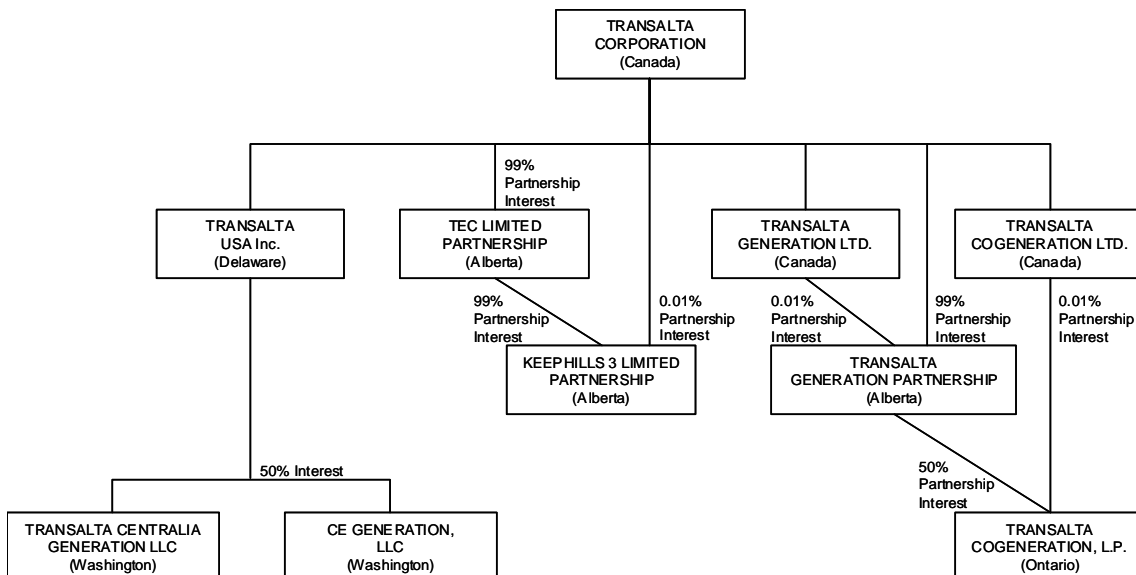 TRANSALTA
CORPORATION
(Canada)
99%
Partnership
Interest
TRANSALTA
USA Inc.
(Delaware)
TEC LIMITED
PARTNERSHIP
(Alberta)
TRANSALTA
GENERATION LTD.
(Canada)
TRANSALTA
COGENERATION LTD.
(Canada)
99%
Partnership
Interest
0.01%
Partnership
Interest
0.01%
Partnership
Interest
99%
Partnership
Interest
0.01%
Partnership
Interest
KEEPHILLS 3 LIMITED
PARTNERSHIP
(Alberta)
TRANSALTA
GENERATION PARTNERSHIP
(Alberta)
50% Interest
50%
Partnership
Interest
TRANSALTA CENTRALIA
GENERATION LLC
(Washington)
CE GENERATION,
LLC
(Washington)
TRANSALTA
COGENERATION, L.P.
(Ontario)